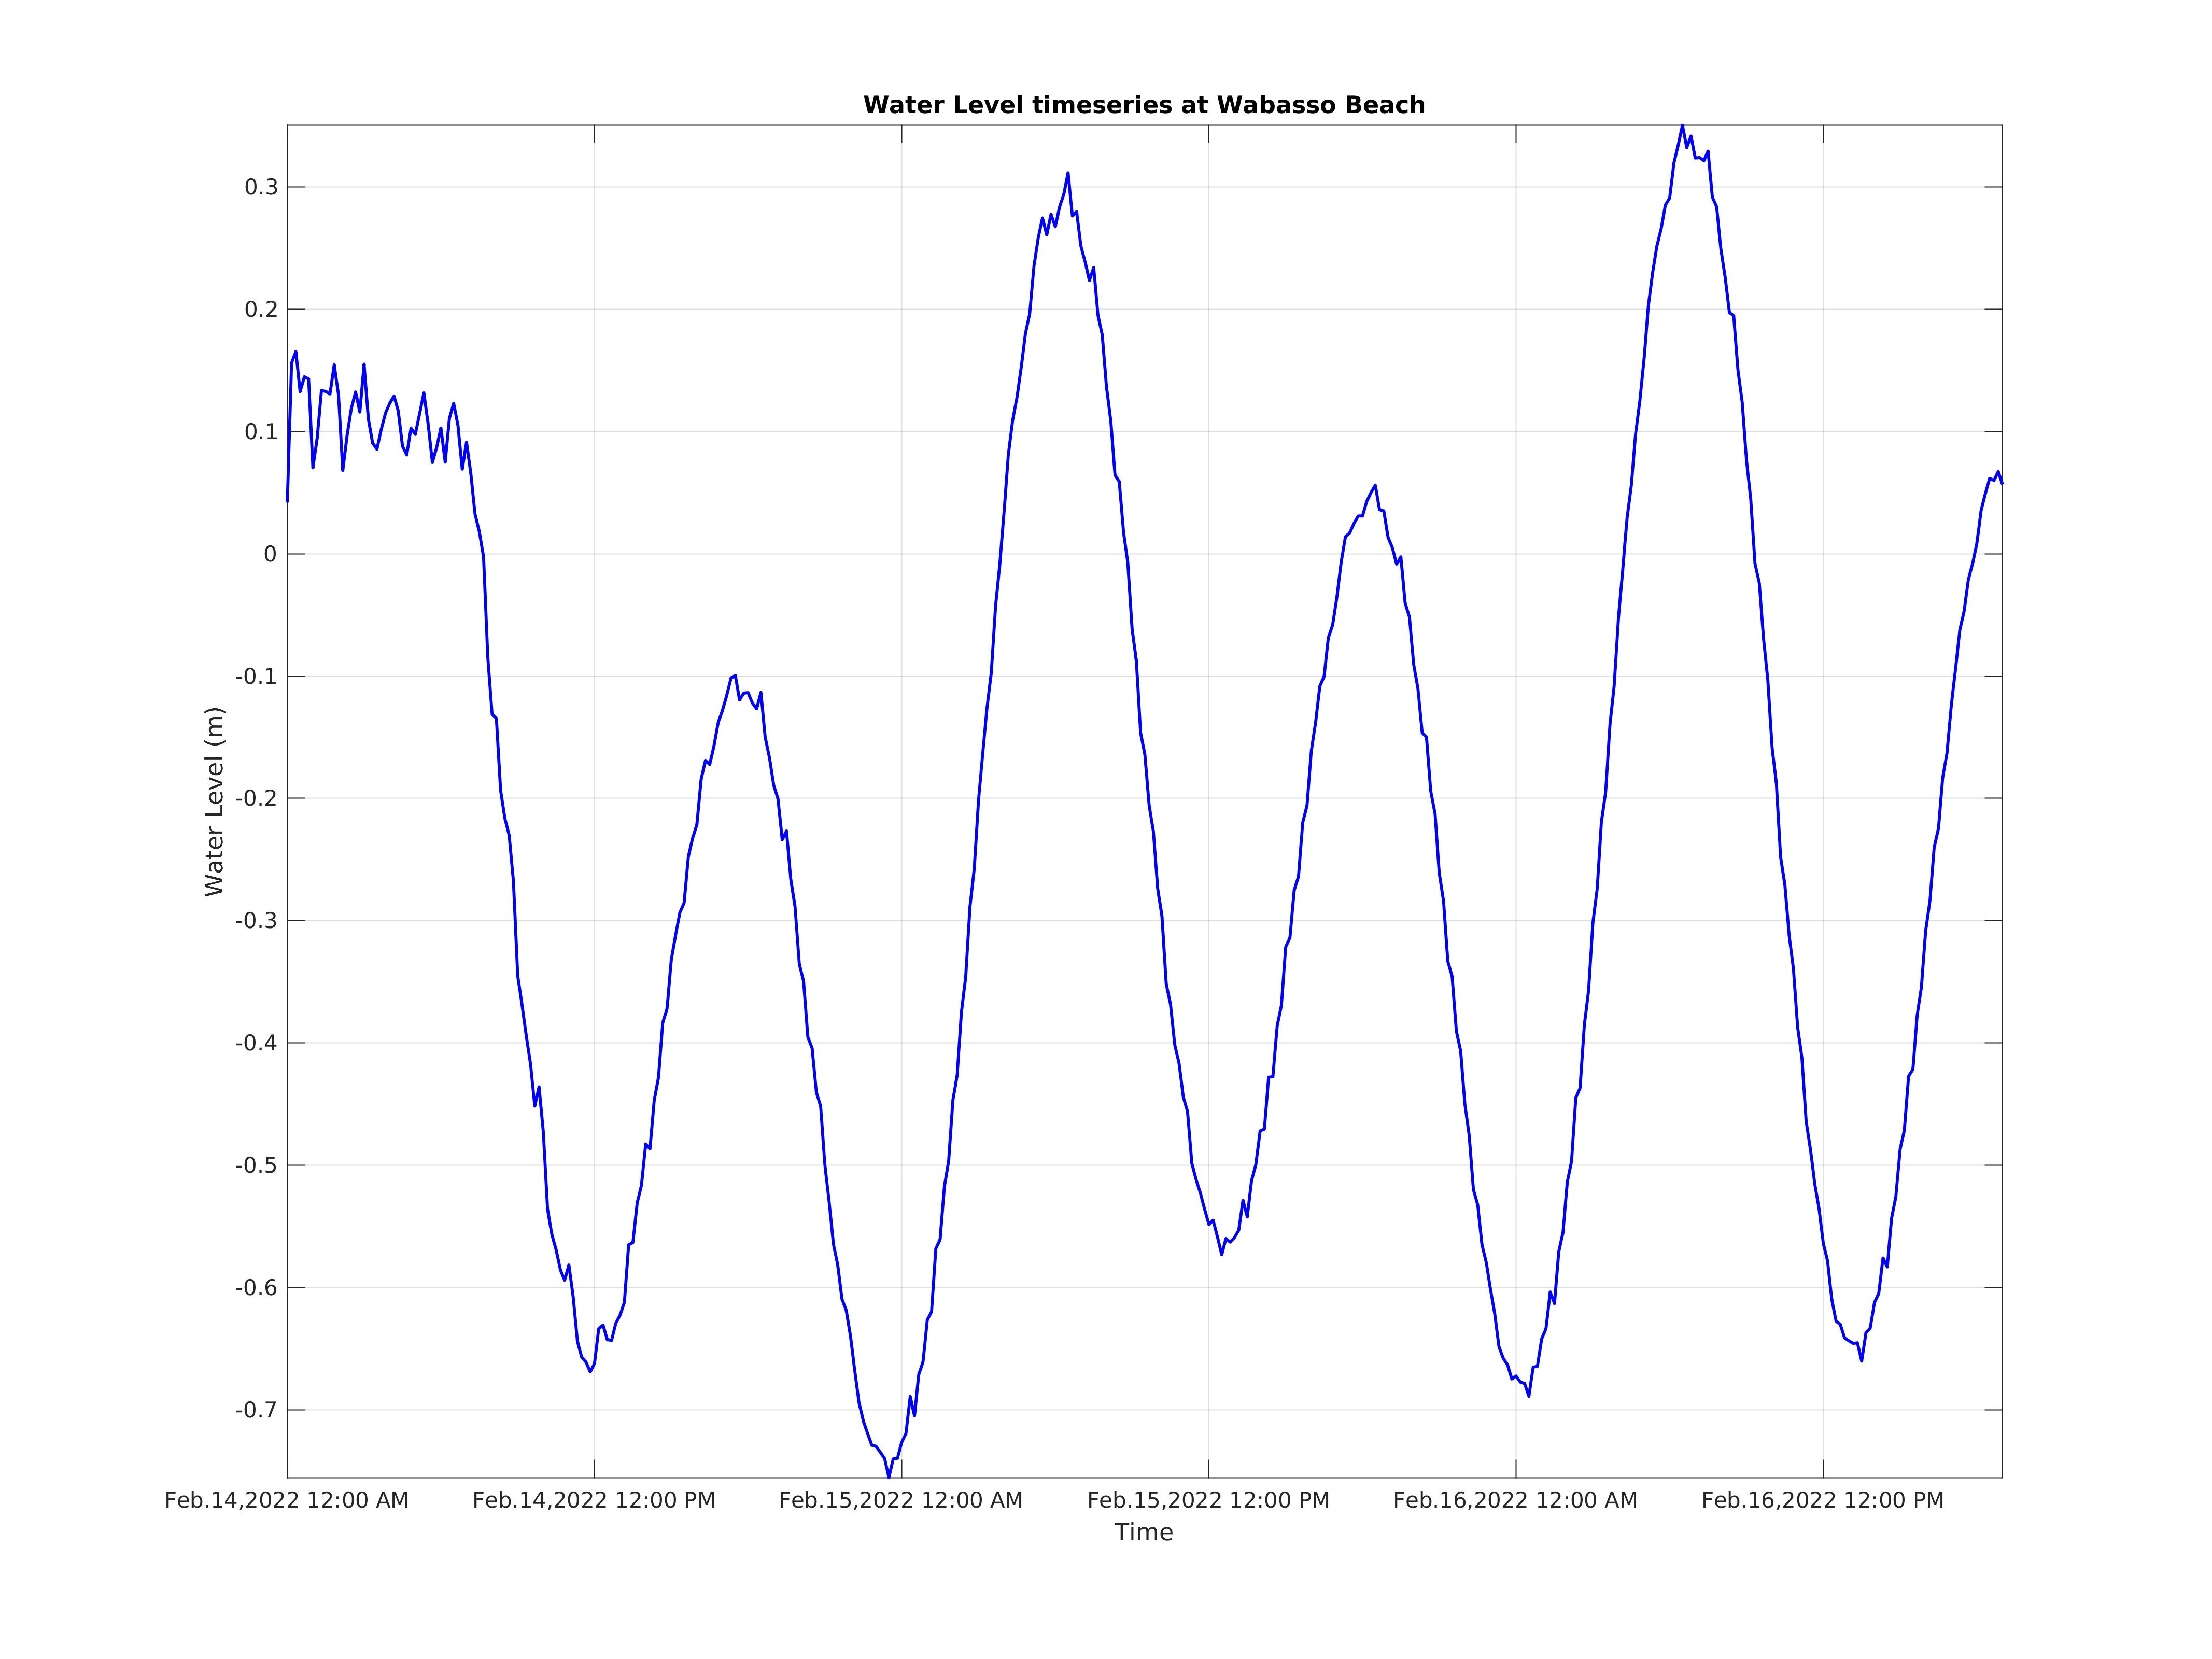 Water Level timeseries at Wabasso Beach
0.3
0.2
0.1
0
-0.1
-0.2
-0.3
-0.4
-0.5
-0.6
-0.7
Water Level (m)
Feb.14,2022 12:00 AM
Feb.14,2022 12:00 PM
Feb.15,2022 12:00 AM
Feb.15,2022 12:00 PM
Feb.16,2022 12:00 AM
Feb.16,2022 12:00 PM
Time